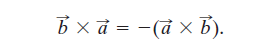 b⃗ × a⃗ = −(a⃗ × b⃗).